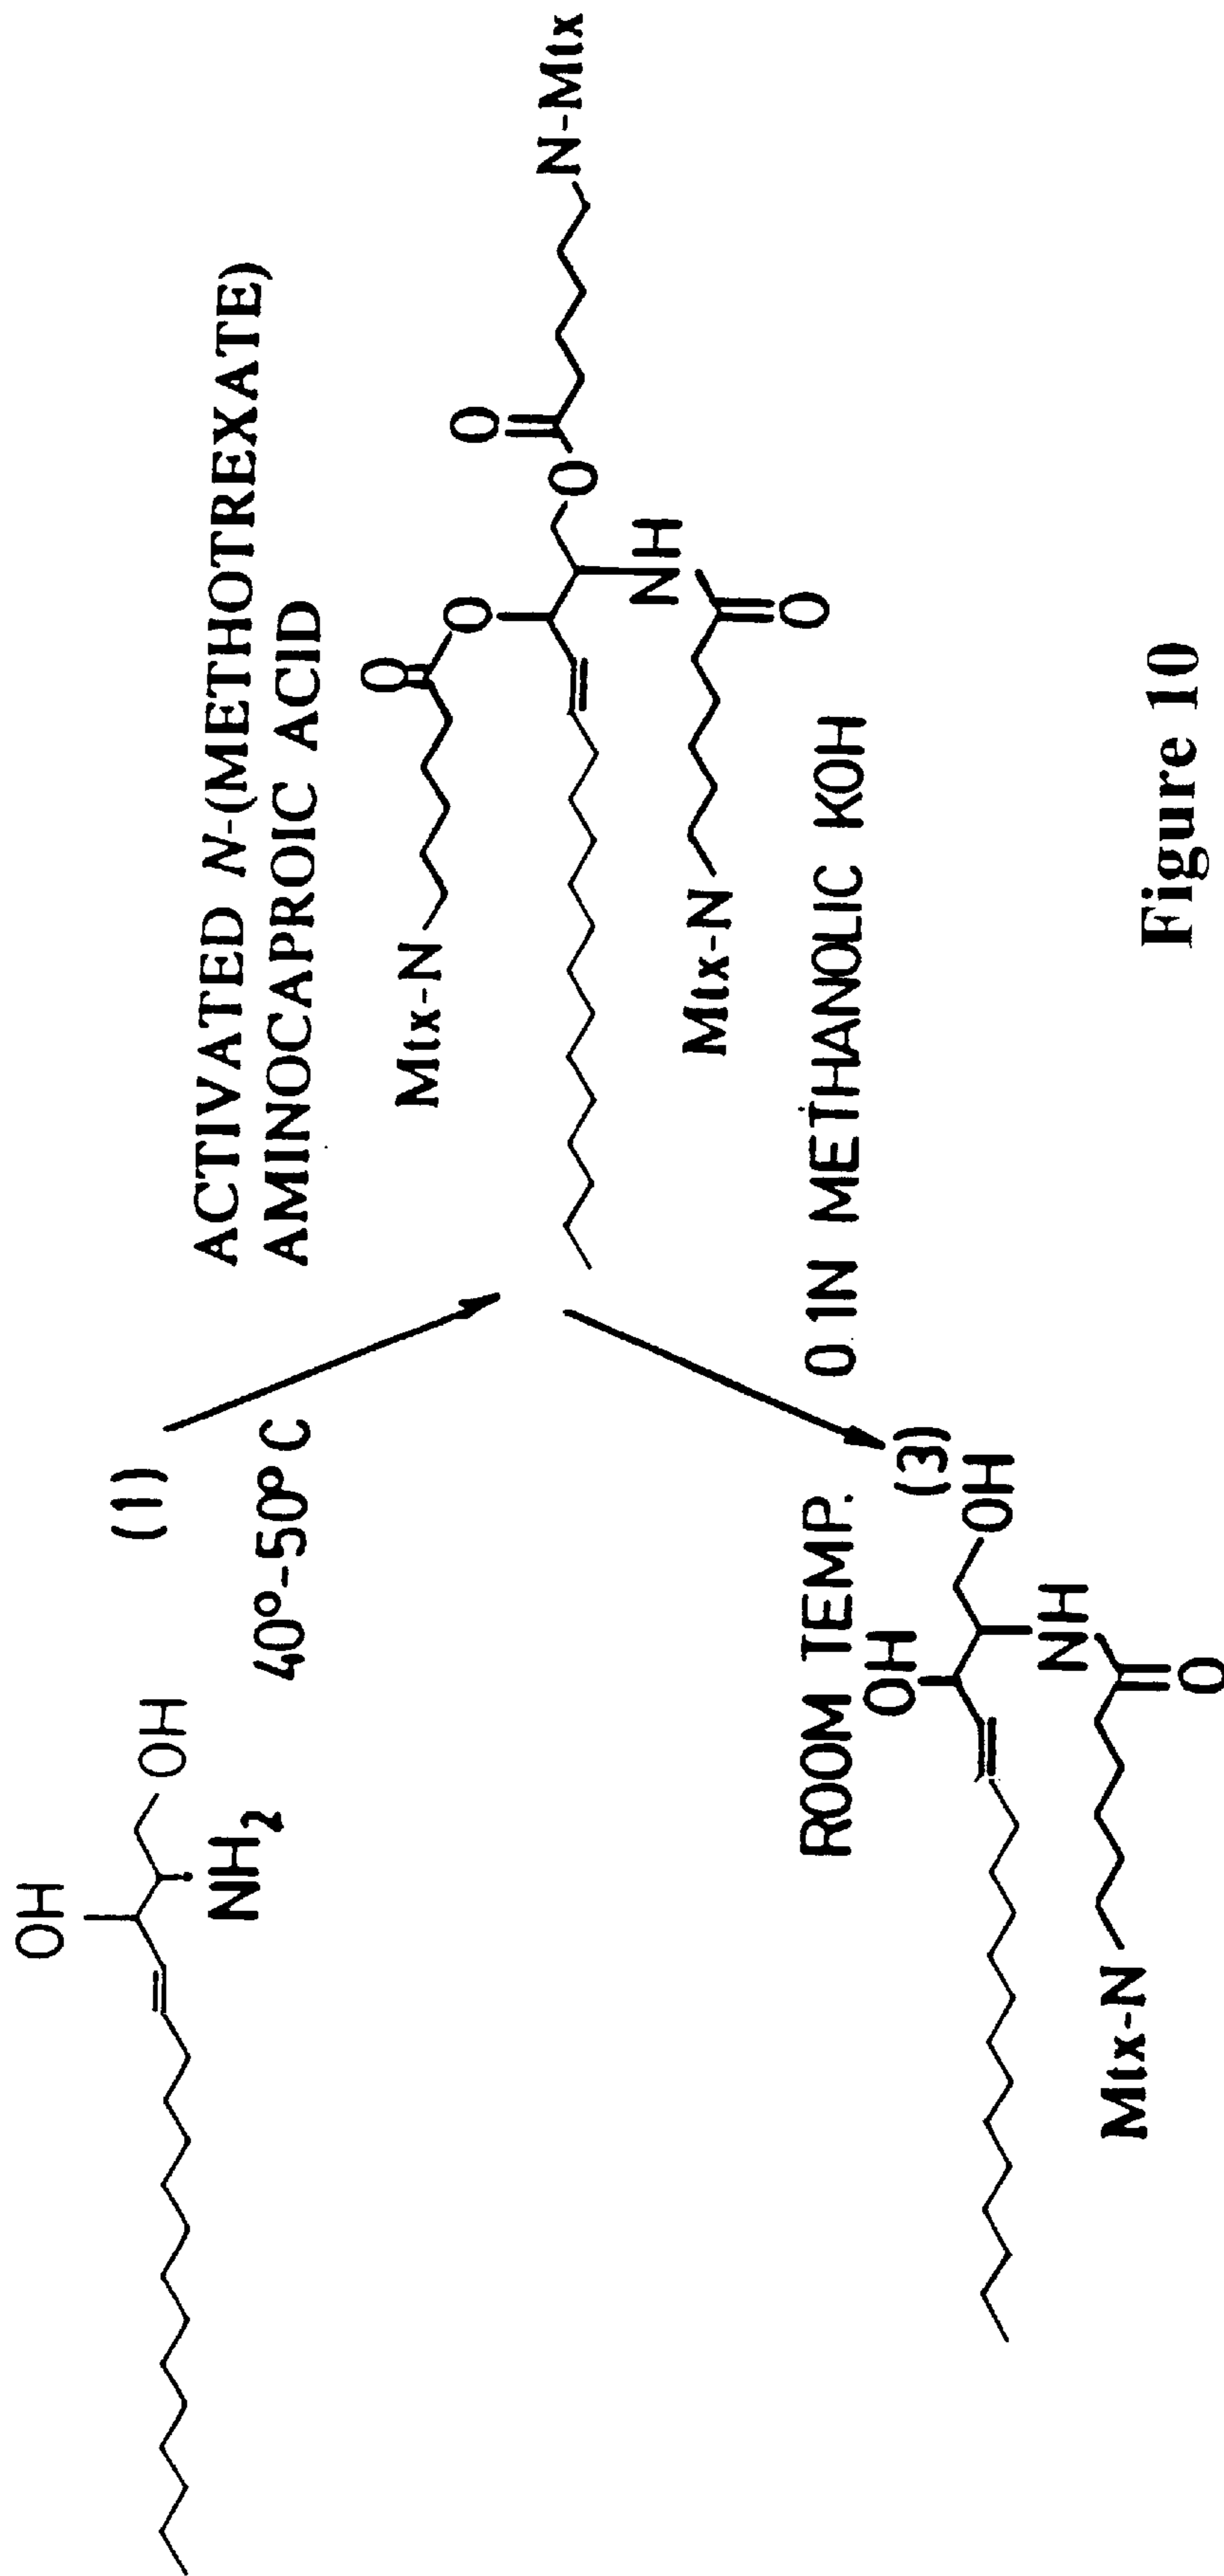 OH
OH
NH2
(1)
40°-50° C
ACTIVATED N-(METHOTREXATE)
AMINOCAPROIC ACID
O
O
Mtx-N
O
O
N-Mtx
NH
O
Mtx-N
ROOM TEMP. 0.1N METHANOLIC KOH
(3)
OH
OH
NH
O
Mtx-N
Figure 10